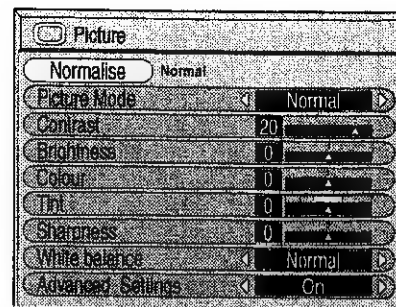 Picture
Normalise Normal
Picture Mode Normal
Contrast 20
Brightness 0
Colour 0
Tint 0
Sharpness 0
White balance Normal
Advanced Settings On